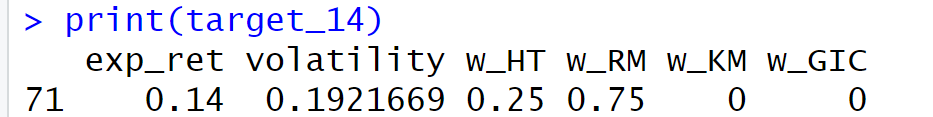 > print(target_14)
exp_ret volatility w_HT w_RM w_KM w_GIC
71 0.14 0.1921669 0.25 0.75 0 0